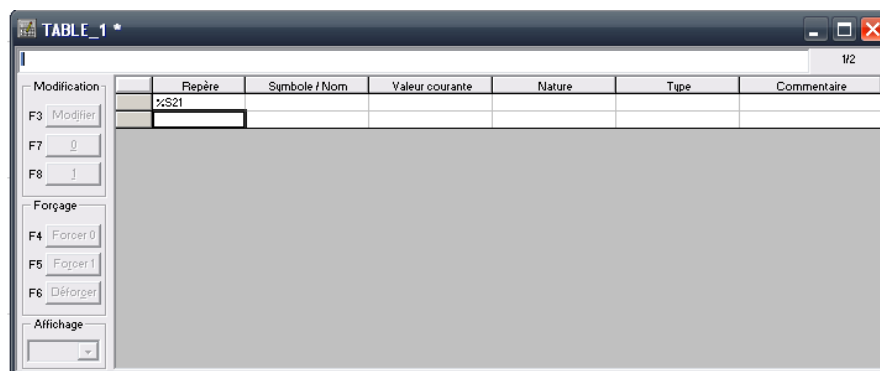 TABLE_1 *
1/2
Modification
F3 Modifier
F7 0
F8 1
Forçage
F4 Forcer 0
F5 Forcer 1
F6 Déforcer
Affichage
Repère Symbole / Nom Valeur courante Nature Type Commentaire
%S21